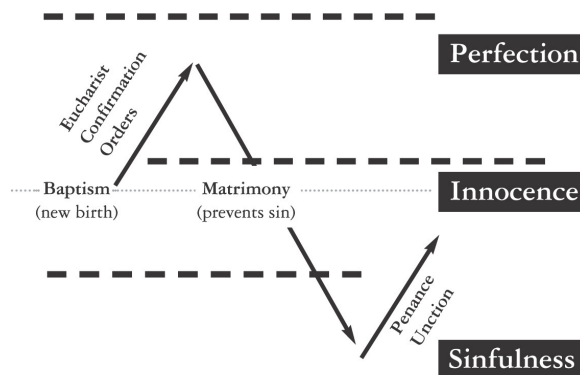 Perfection
Eucharist
Confirmation
Orders
Baptism
(new birth)
Matrimony
(prevents sin)
Innocence
Penance
Unction
Sinfulness